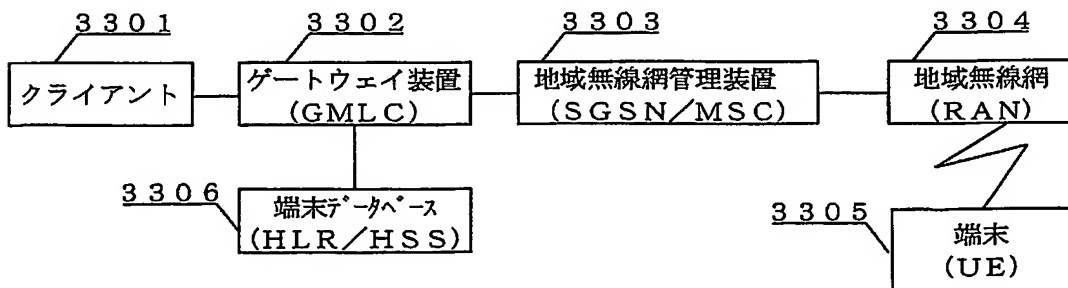 3301
3302
3303
3304
クライアント
ゲートウェイ装置
(GMLC)
地域無線網管理装置
(SGSN/MSC)
地域無線網
(RAN)
3306
端末データベース
(HLR/HSS)
3305
端末
(UE)